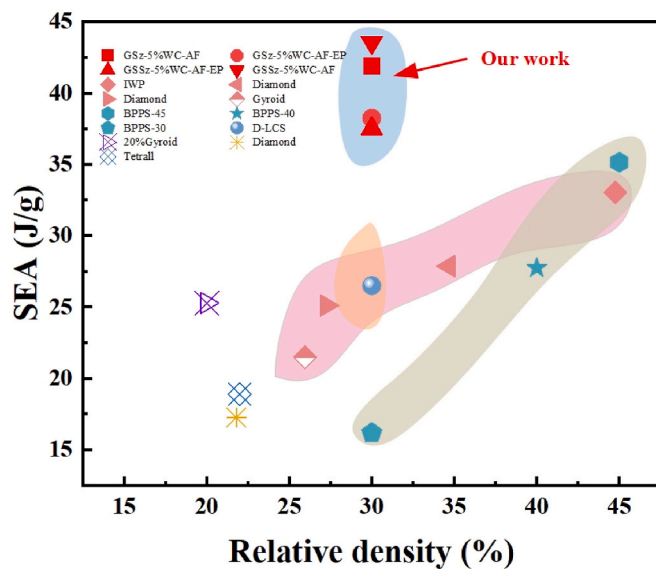 45
40
35
30
25
20
15
SEA (J/g)
GSz-5%WC-AF GSz-5%WC-AF-EP
GSSz-5%WC-AF-EP GSSz-5%WC-AF
IWP Diamond
Diamond Gyroid
BPPS-45 BPPS-40
BPPS-30 D-LCS
20%Gyroid Diamond
Tetrall
Our work
15 20 25 30 35 40 45
Relative density (%)